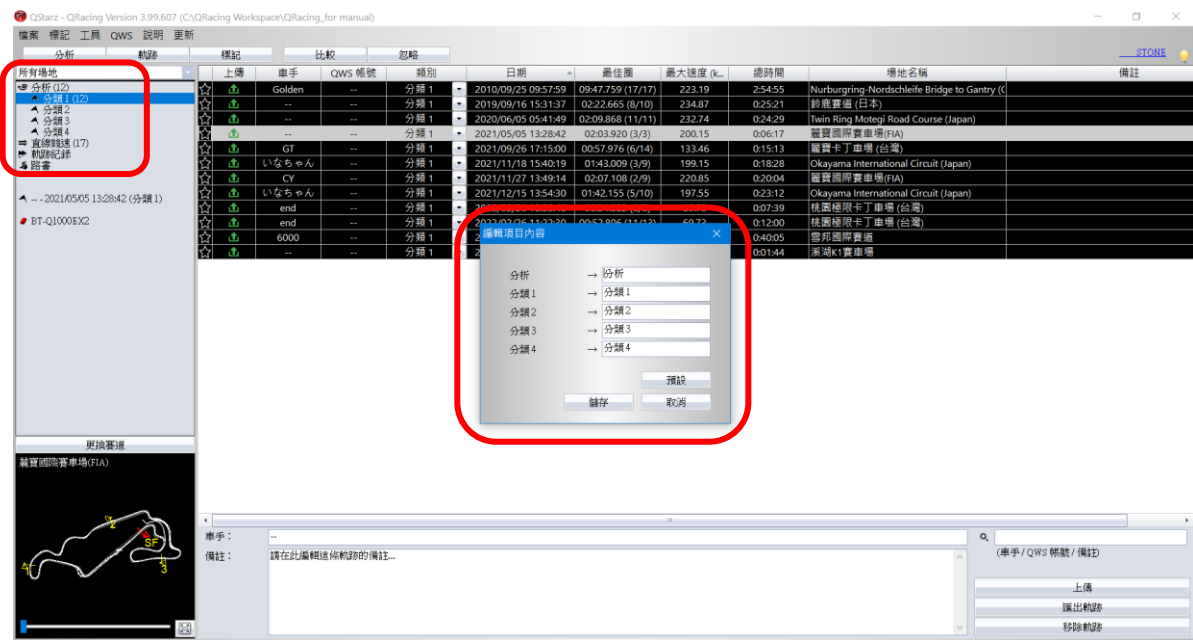 QStarz - QRacing Version 3.99.607 (C:\QRacing Workspace\QRacing_for manual)
檔案 標記 工具 QWS 説明 更新
分析 軌跡 標記 比較 忽略 STONE
所有場地
分析 (12)
分類 1 (12)
分類 2
分類 3
分類 4
直線競速 (17)
軌跡記錄
路書
-- - 2021/05/05 13:28:42 (分類 1)
BT-Q1000EX2
上傳 車手 QWS 帳號 類別 日期 最佳圈 最大速度 (k... 總時間 場地名稱 備註
Golden -- 分類 1 2010/09/25 09:57:59 09:47.759 (17/17) 223.19 2:54:55 Nurburgring-Nordschleife Bridge to Gantry (C
-- -- 分類 1 2019/09/16 15:31:37 02:22.665 (8/10) 234.87 0:25:21 鈴鹿賽道 (日本)
-- -- 分類 1 2020/06/05 05:41:49 02:09.868 (11/11) 232.74 0:24:29 Twin Ring Motegi Road Course (Japan)
-- -- 分類 1 2021/05/05 13:28:42 02:03.920 (3/3) 200.15 0:06:17 麗寶國際賽車場(FIA)
GT -- 分類 1 2021/09/26 17:15:00 00:57.976 (6/14) 133.46 0:15:13 麗寶卡丁車場 (台灣)
いなちゃん -- 分類 1 2021/11/18 15:40:19 01:43.009 (3/9) 199.15 0:18:28 Okayama International Circuit (Japan)
CY -- 分類 1 2021/11/27 13:49:14 02:07.108 (2/9) 220.85 0:20:04 麗寶國際賽車場(FIA)
いなちゃん -- 分類 1 2021/12/15 13:54:30 01:42.155 (5/10) 197.55 0:23:12 Okayama International Circuit (Japan)
end -- 分類 1 0:07:39 桃園極限卡丁車場 (台灣)
end -- 分類 1 2022/02/26 11:22:30 00:52.806 (11/13) 69.73 0:12:00 桃園極限卡丁車場 (台灣)
6000 -- 分類 1 2 0:40:05 雪邦國際賽道
-- -- 分類 1 2 0:01:44 溪湖K1賽車場
編輯項目內容
分析 → 分析
分類 1 → 分類 1
分類 2 → 分類 2
分類 3 → 分類 3
分類 4 → 分類 4
預設
儲存 取消
更換賽道
麗寶國際賽車場(FIA)
2
SF
1
3
車手： --
備註： 請在此編輯這條軌跡的備註...
(車手 / QWS 帳號 / 備註)
上傳
匯出軌跡
移除軌跡